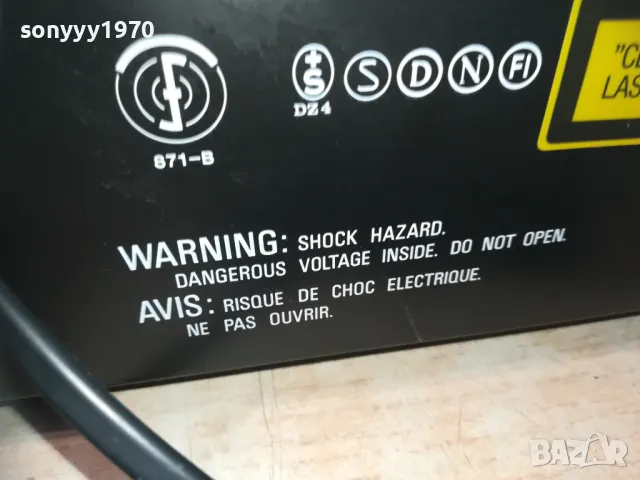 sonyyy1970
871-B
+S
DZ4
S D N FI
"CL
LAS
WARNING: SHOCK HAZARD.
DANGEROUS VOLTAGE INSIDE. DO NOT OPEN.
AVIS: RISQUE DE CHOC ELECTRIQUE.
NE PAS OUVRIR.
BAZAR